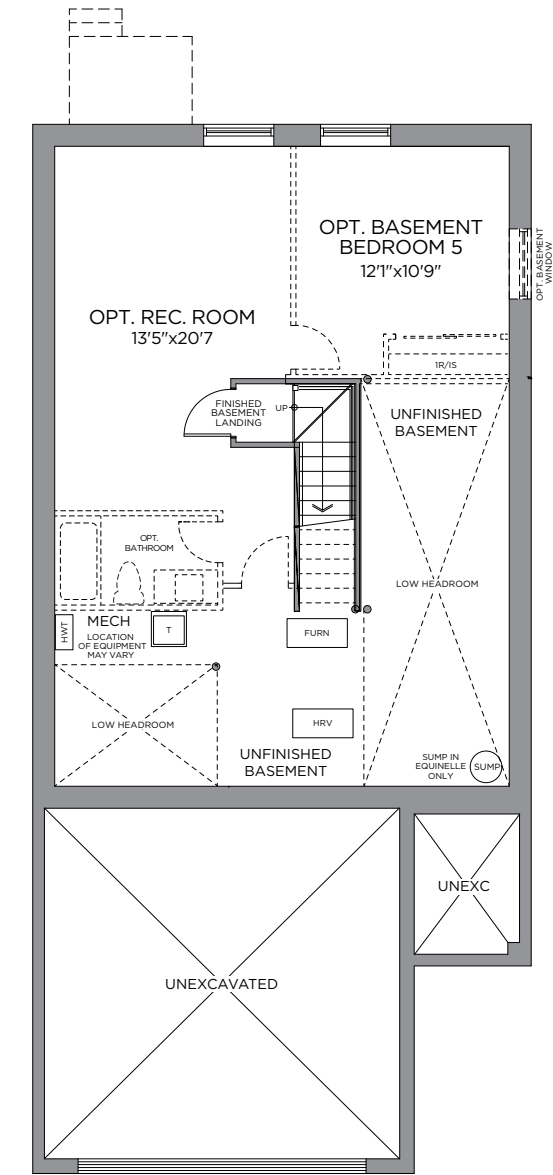 OPT. BASEMENT
BEDROOM 5
12'1"x10'9"
OPT. BASEMENT
WINDOW
OPT. REC. ROOM
13'5"x20'7
1R/1S
FINISHED
BASEMENT
LANDING
UP
UNFINISHED
BASEMENT
OPT.
BATHROOM
LOW HEADROOM
MECH
LOCATION
OF EQUIPMENT
MAY VARY
HWT
T
FURN
LOW HEADROOM
HRV
UNFINISHED
BASEMENT
SUMP IN
EQUINELLE
ONLY
SUMP
UNEXC
UNEXCAVATED